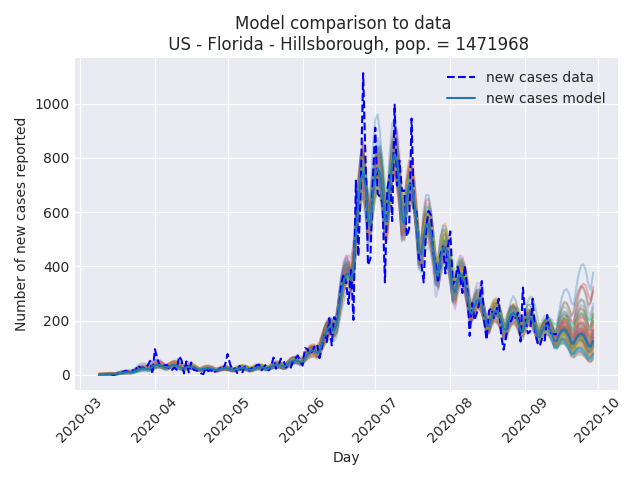 Model comparison to data
US - Florida - Hillsborough, pop. = 1471968
new cases data
new cases model
Number of new cases reported
1000
800
600
400
200
0
2020-03
2020-04
2020-05
2020-06
2020-07
2020-08
2020-09
2020-10
Day